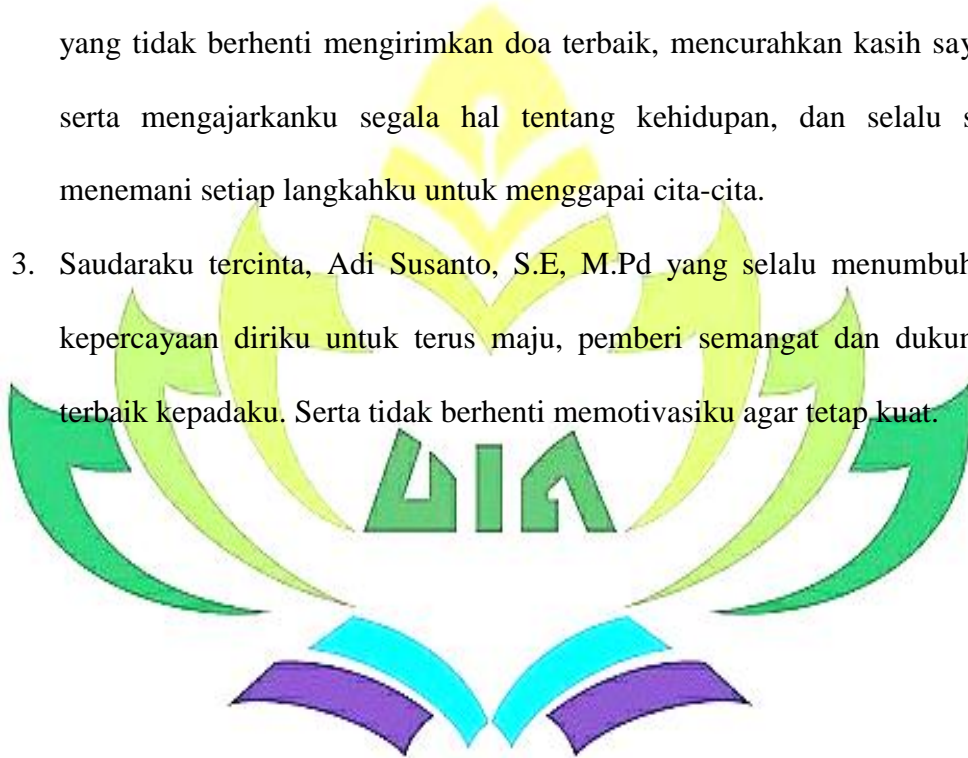 yang tidak berhenti mengirimkan doa terbaik, mencurahkan kasih
serta mengajarkanku segala hal tentang kehidupan, dan selalu
menemani setiap langkahku untuk menggapai cita-cita.
3. Saudaraku tercinta, Adi Susanto, S.E, M.Pd yang selalu
kepercayaan diriku untuk terus maju, pemberi semangat dan
terbaik kepadaku. Serta tidak berhenti memotivasiku agar tetap kuat.
UIN